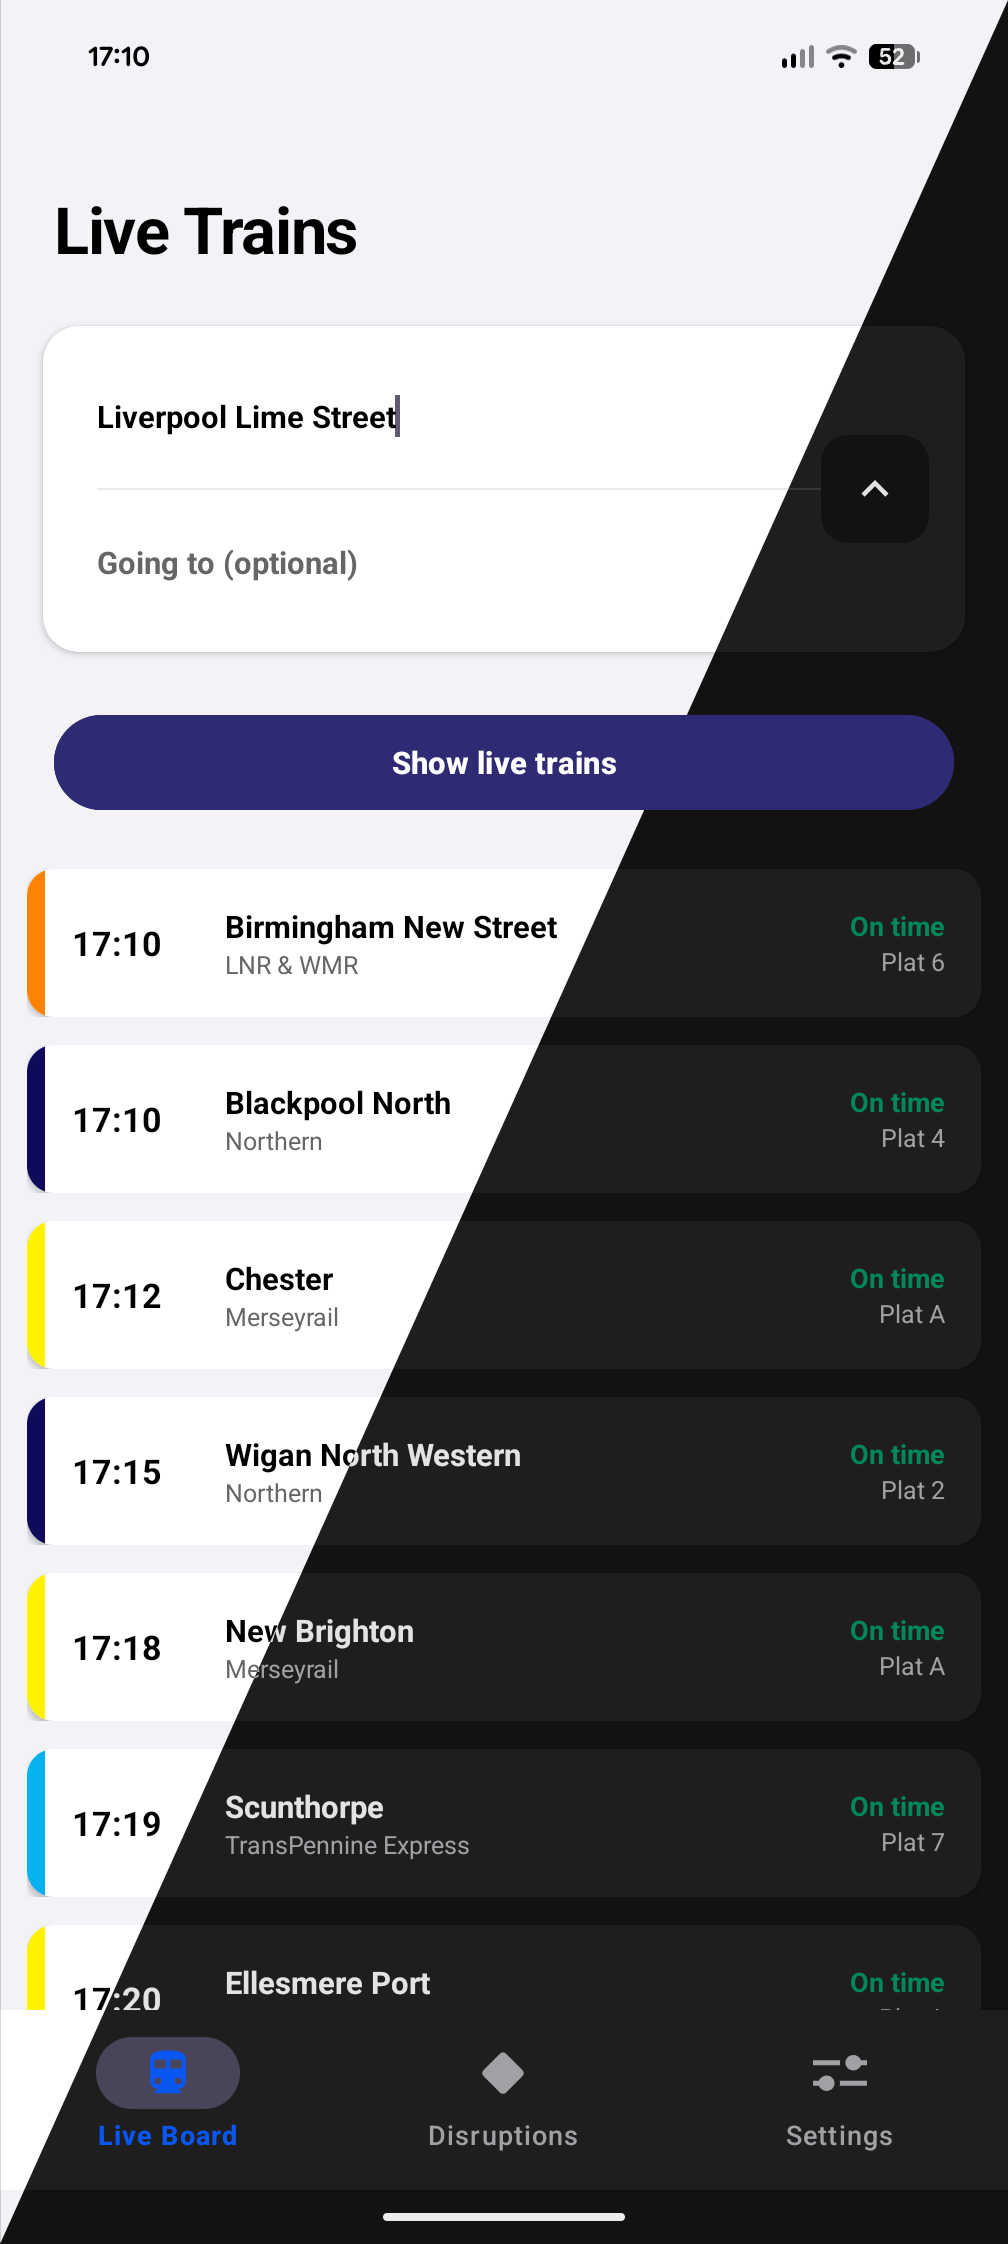 17:10
52
Live Trains
Liverpool Lime Street
Going to (optional)
Show live trains
17:10 Birmingham New Street On time
LNR & WMR Plat 6
17:10 Blackpool North On time
Northern Plat 4
17:12 Chester On time
Merseyrail Plat A
17:15 Wigan North Western On time
Northern Plat 2
17:18 New Brighton On time
Merseyrail Plat A
17:19 Scunthorpe On time
TransPennine Express Plat 7
17:20 Ellesmere Port On time
Live Board Disruptions Settings